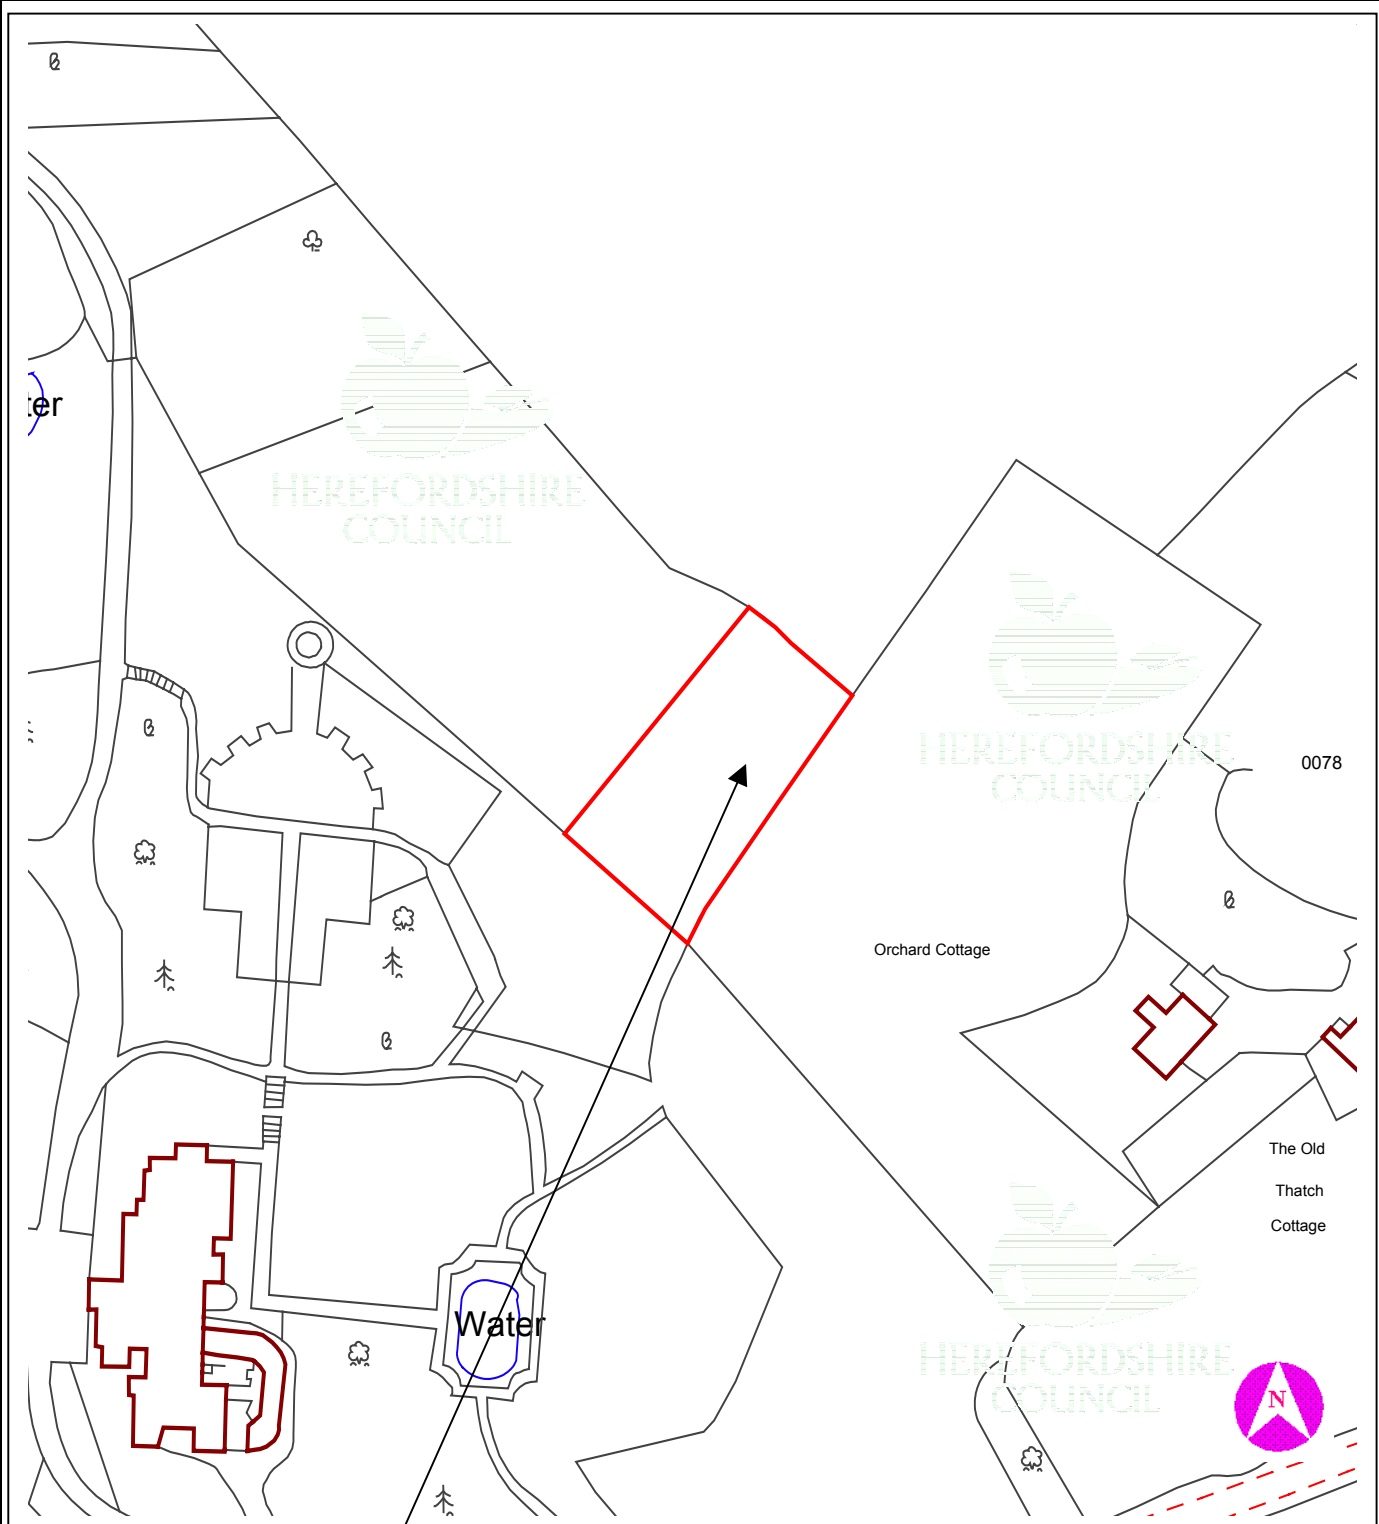 ter
HEREFORDSHIRE
COUNCIL
HEREFORDSHIRE
COUNCIL
0078
Orchard Cottage
The Old
Thatch
Cottage
Water
HEREFORDSHIRE
COUNCIL
N